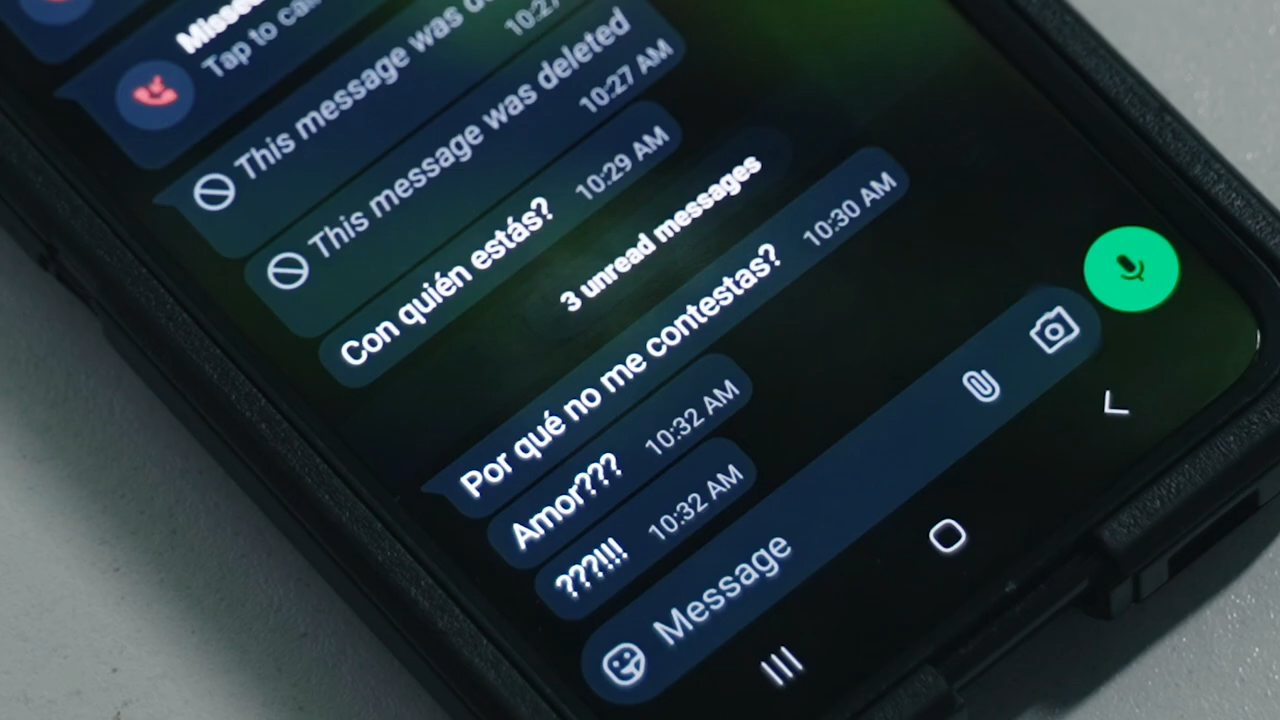 Missed
Tap to call
10:27
This message was
This message was deleted
10:27 AM
Con quién estás?
10:29 AM
3 unread messages
Por qué no me contestas?
10:30 AM
Amor???
10:32 AM
???!!!
10:32 AM
Message